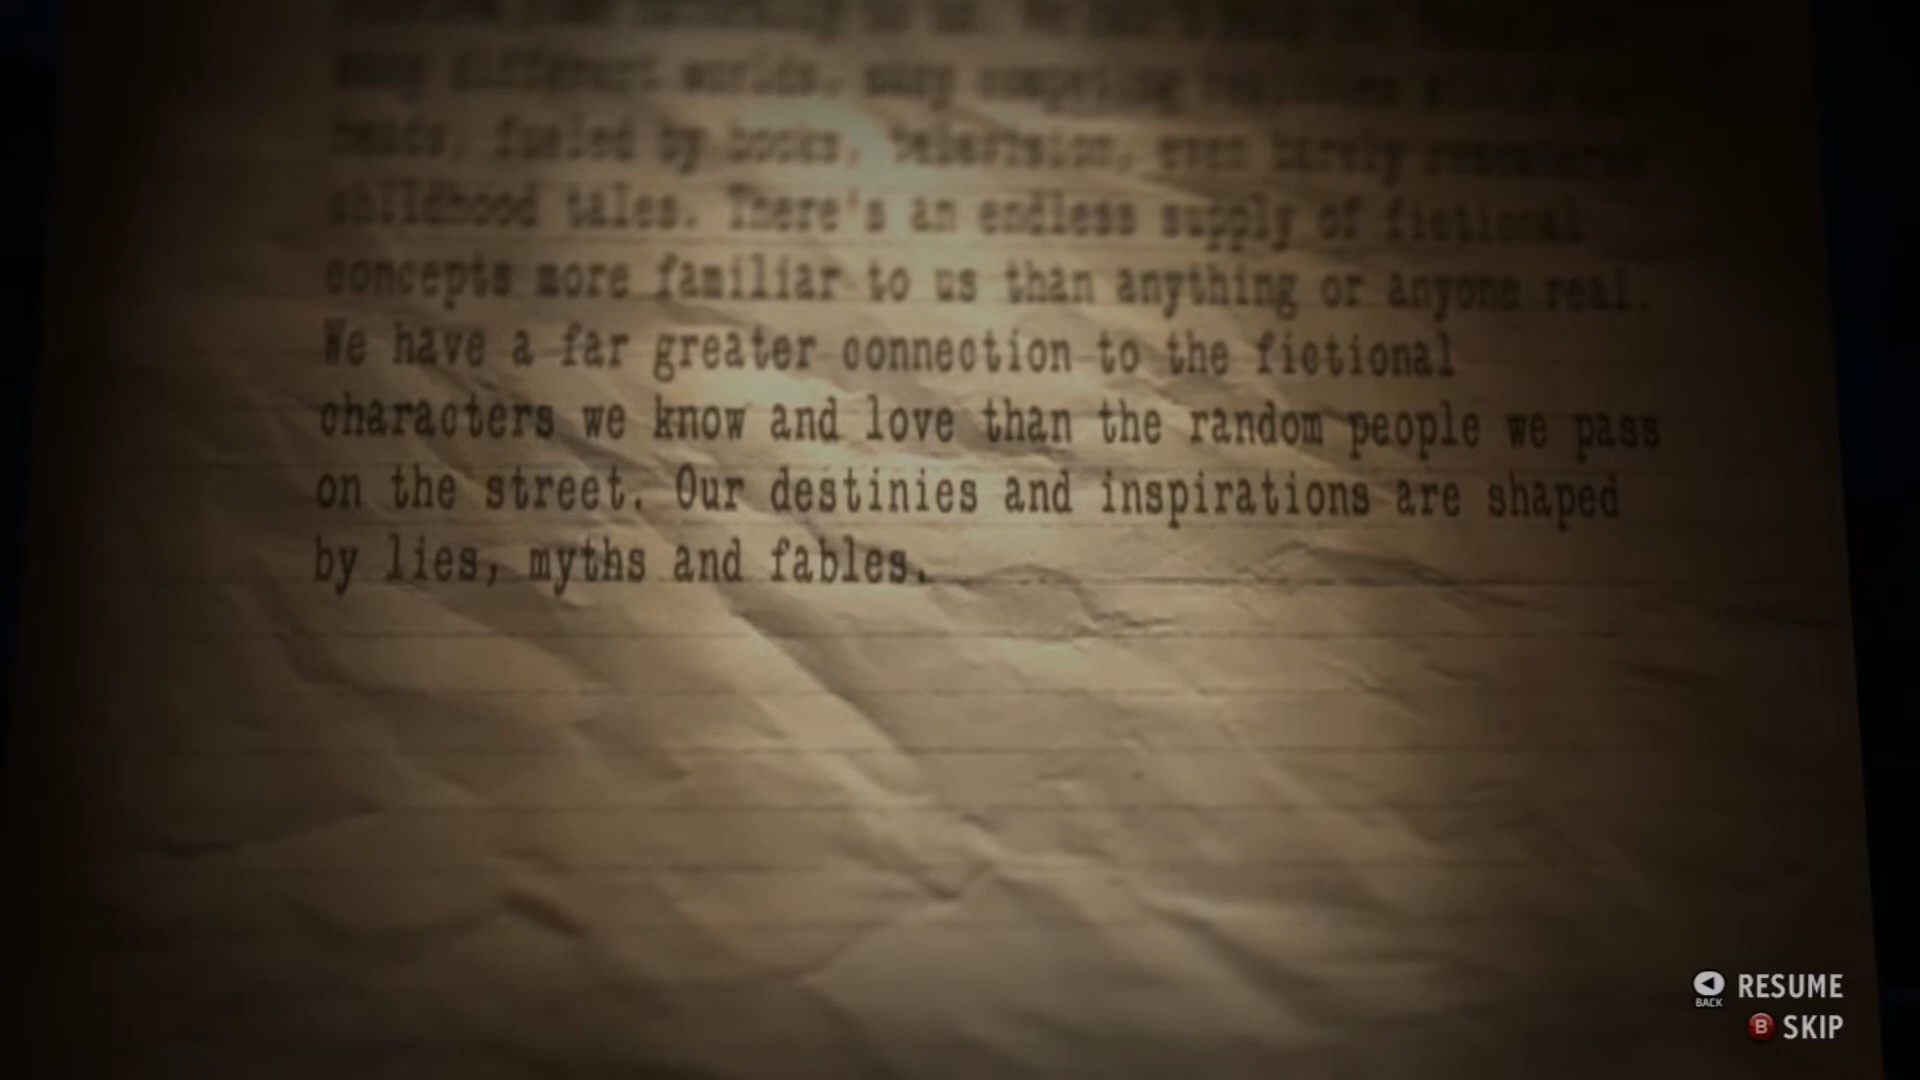 many different worlds, many competing realities
heads, fueled by books, television, even barely remembered
childhood tales. There's an endless supply of fictional
concepts more familiar to us than anything or anyone real.
We have a far greater connection to the fictional
characters we know and love than the random people we pass
on the street. Our destinies and inspirations are shaped
by lies, myths and fables.
BACK RESUME
B SKIP